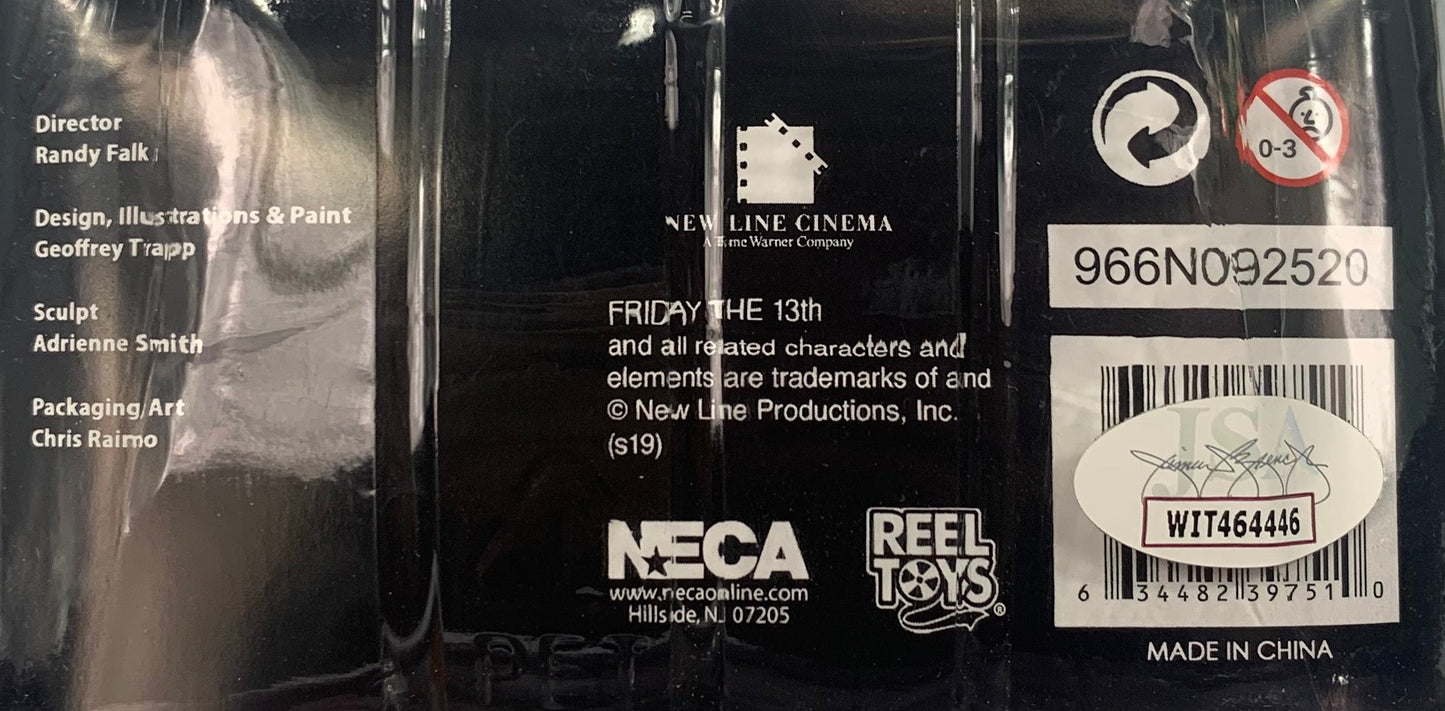 Director
Randy Falk
Design, Illustrations & Paint
Geoffrey Trapp
Sculpt
Adrienne Smith
Packaging Art
Chris Raimo
NEW LINE CINEMA
A Time Warner Company
FRIDAY THE 13th
and all related characters and
elements are trademarks of and
© New Line Productions, Inc.
(s19)
NECA
www.necaonline.com
Hillside, NJ 07205
REEL
TOYS®
0-3
966N092520
JSA
WIT464446
6 34482 39751 0
MADE IN CHINA
PET